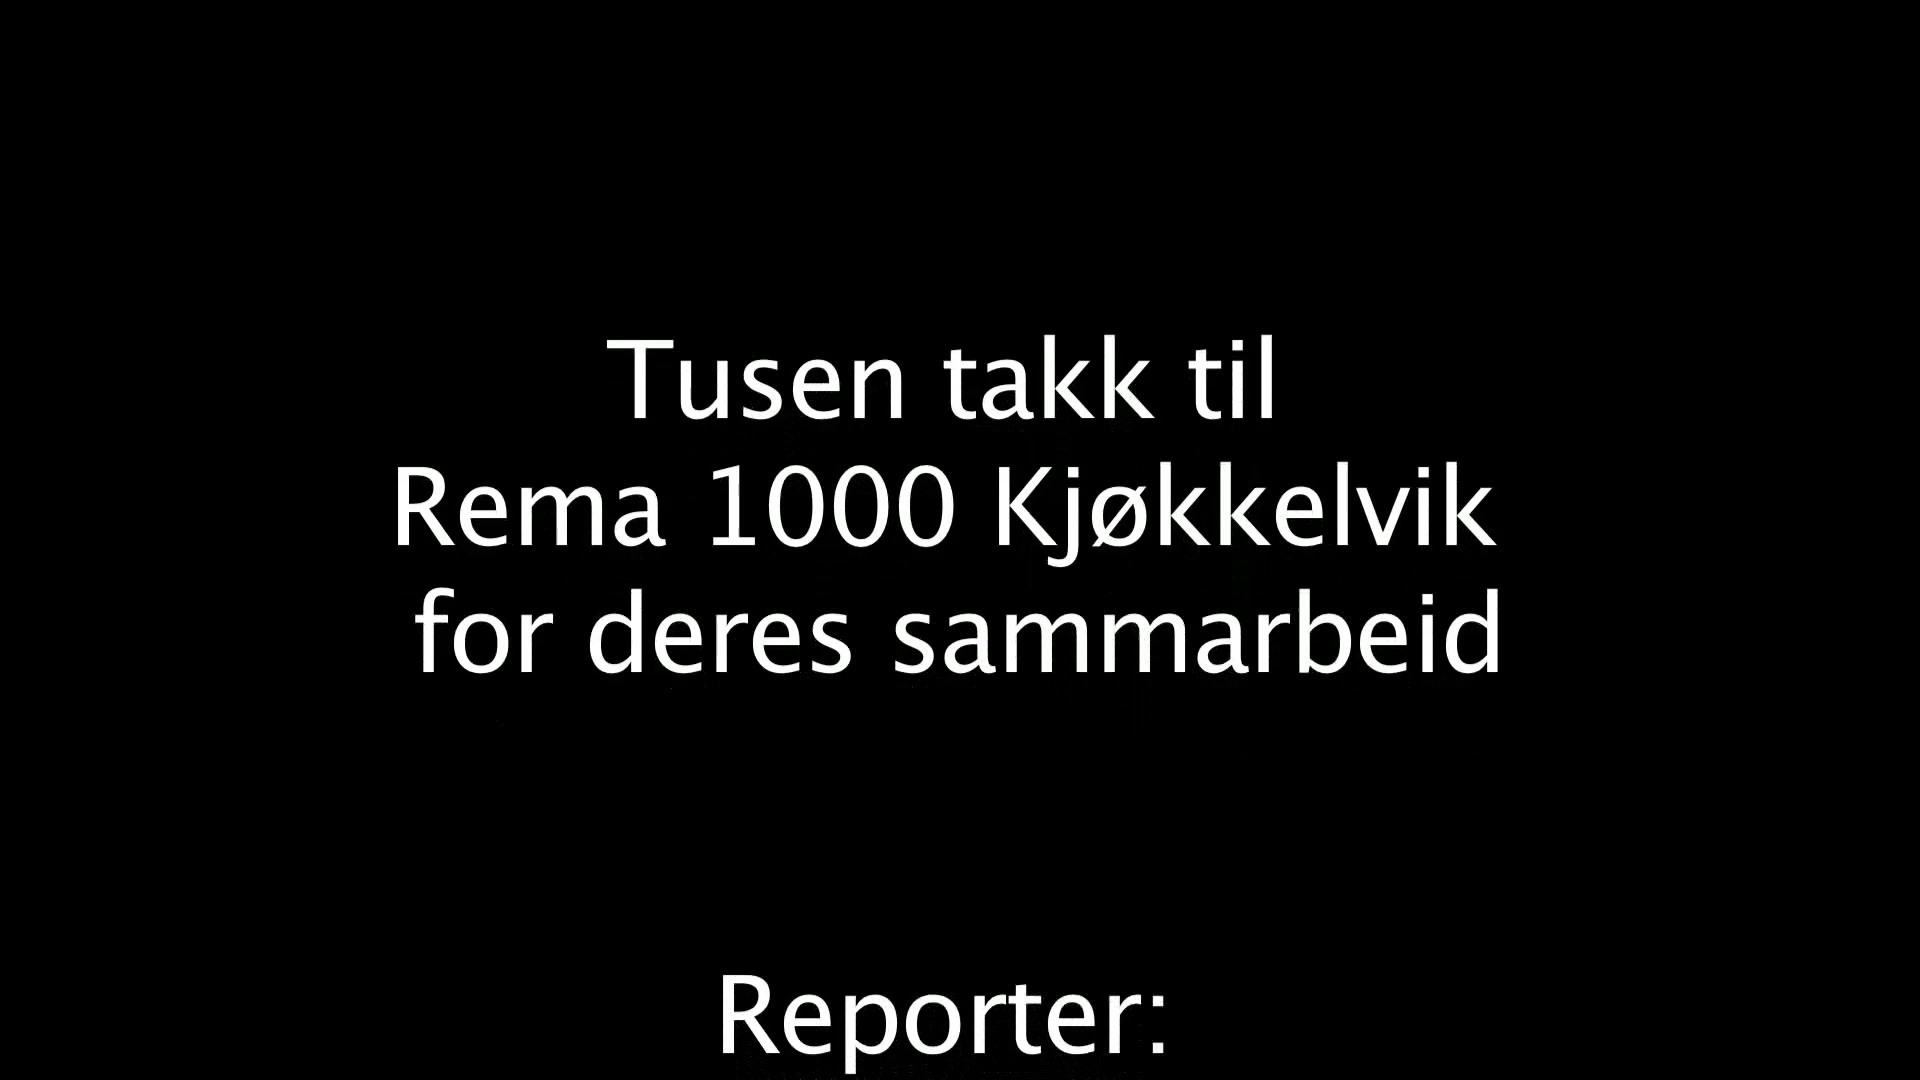 Tusen takk til
Rema 1000 Kjøkkelvik
for deres sammarbeid
Reporter: